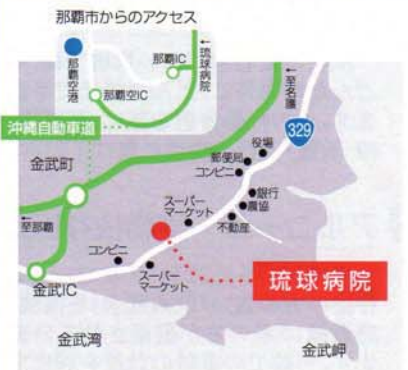 那覇市からのアクセス
那覇空港
那覇IC
←琉球病院
那覇空IC
沖縄自動車道
←至名護
329
金武町
役場
郵便局
コンビニ
銀行
農協
スーパー
マーケット
不動産
←至那覇
コンビニ
スーパー
マーケット
琉球病院
金武IC
金武湾
金武岬